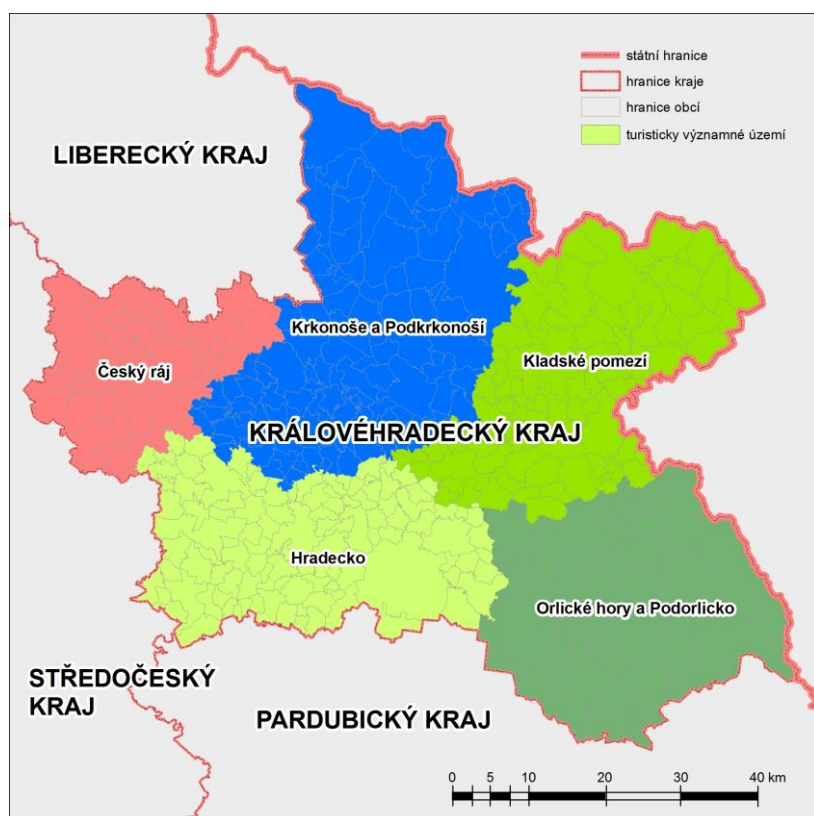 státní hranice
hranice kraje
hranice obcí
turisticky významné území
LIBERECKÝ KRAJ
Krkonoše a Podkrkonoší
Český ráj
Kladské pomezí
KRÁLOVÉHRADECKÝ KRAJ
Hradecko
Orlické hory a Podorlicko
STŘEDOČESKÝ
KRAJ
PARDUBICKÝ KRAJ
0 5 10 20 30 40 km